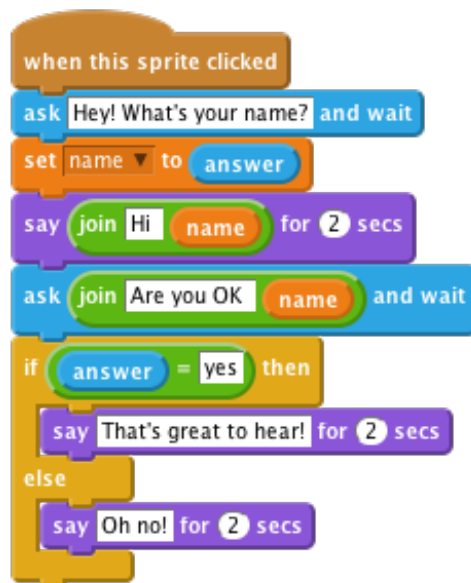 when this sprite clicked
ask Hey! What's your name? and wait
set name to answer
say join Hi name for 2 secs
ask join Are you OK name and wait
if answer = yes then
say That's great to hear! for 2 secs
else
say Oh no! for 2 secs